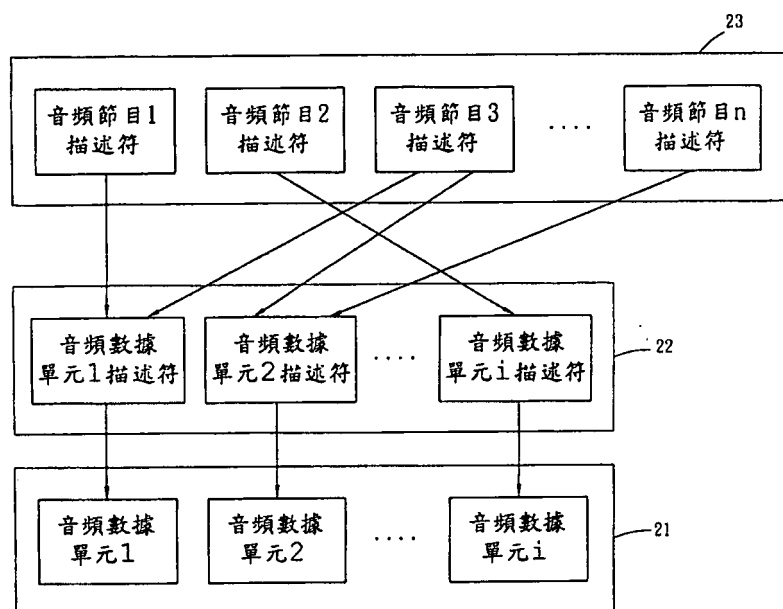 23
音頻節目1
描述符
音頻節目2
描述符
音頻節目3
描述符
....
音頻節目n
描述符
音頻數據
單元1描述符
音頻數據
單元2描述符
....
音頻數據
單元i描述符
22
音頻數據
單元1
音頻數據
單元2
....
音頻數據
單元i
21